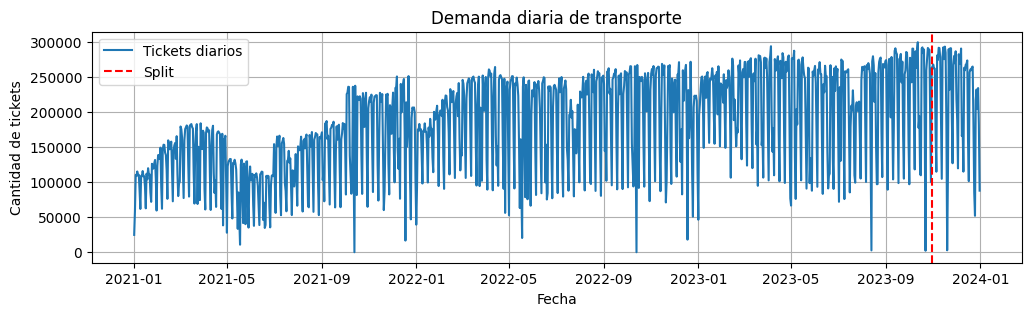 Demanda diaria de transporte
Tickets diarios
Split
Cantidad de tickets
300000
250000
200000
150000
100000
50000
0
2021-01 2021-05 2021-09 2022-01 2022-05 2022-09 2023-01 2023-05 2023-09 2024-01
Fecha